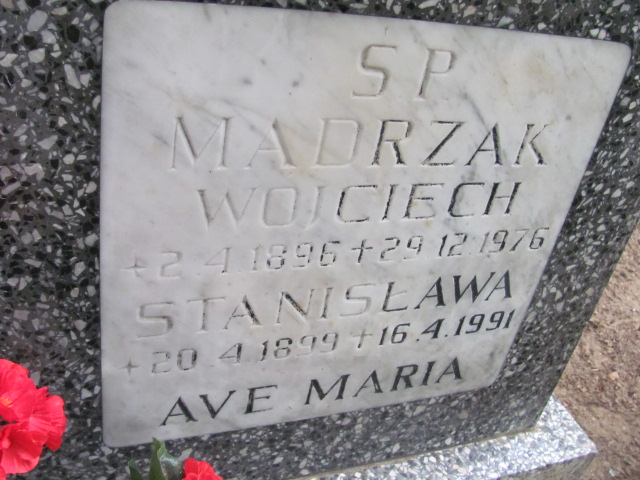 SP
MADRZAK
WOJCIECH
+2.4.1896+29.12.1976
STANISŁAWA
+20.4.1899+16.4.1991
AVE MARIA